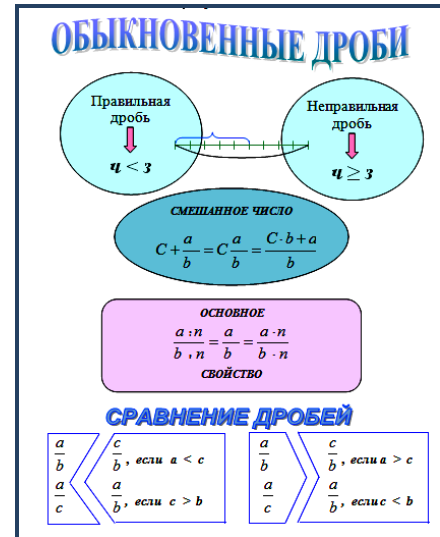 ОБЫКНОВЕННЫЕ ДРОБИ
Правильная
дробь
ч < з
Неправильная
дробь
ч ≥ з
СМЕШАННОЕ ЧИСЛО
C + a/b = C a/b = (C · b + a)/b
ОСНОВНОЕ
(a : n)/(b : n) = a/b = (a · n)/(b · n)
СВОЙСТВО
СРАВНЕНИЕ ДРОБЕЙ
a/b < c/b, если a < c
a/c < a/b, если c > b
a/b > c/b, если a > c
a/c > a/b, если c < b